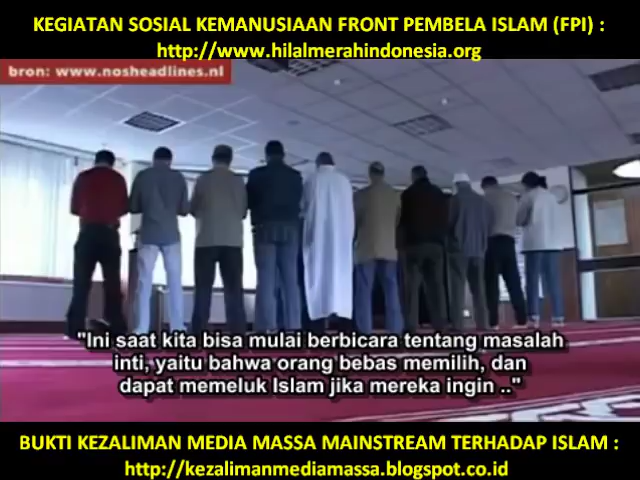 KEGIATAN SOSIAL KEMANUSIAAN FRONT PEMBELA ISLAM (FPI) :
http://www.hilalmerahindonesia.org
bron: www.nosheadlines.nl
"Ini saat kita bisa mulai berbicara tentang masalah
inti, yaitu bahwa orang bebas memilih, dan
dapat memeluk Islam jika mereka ingin .."
BUKTI KEZALIMAN MEDIA MASSA MAINSTREAM TERHADAP ISLAM :
http://kezalimanmediamassa.blogspot.co.id